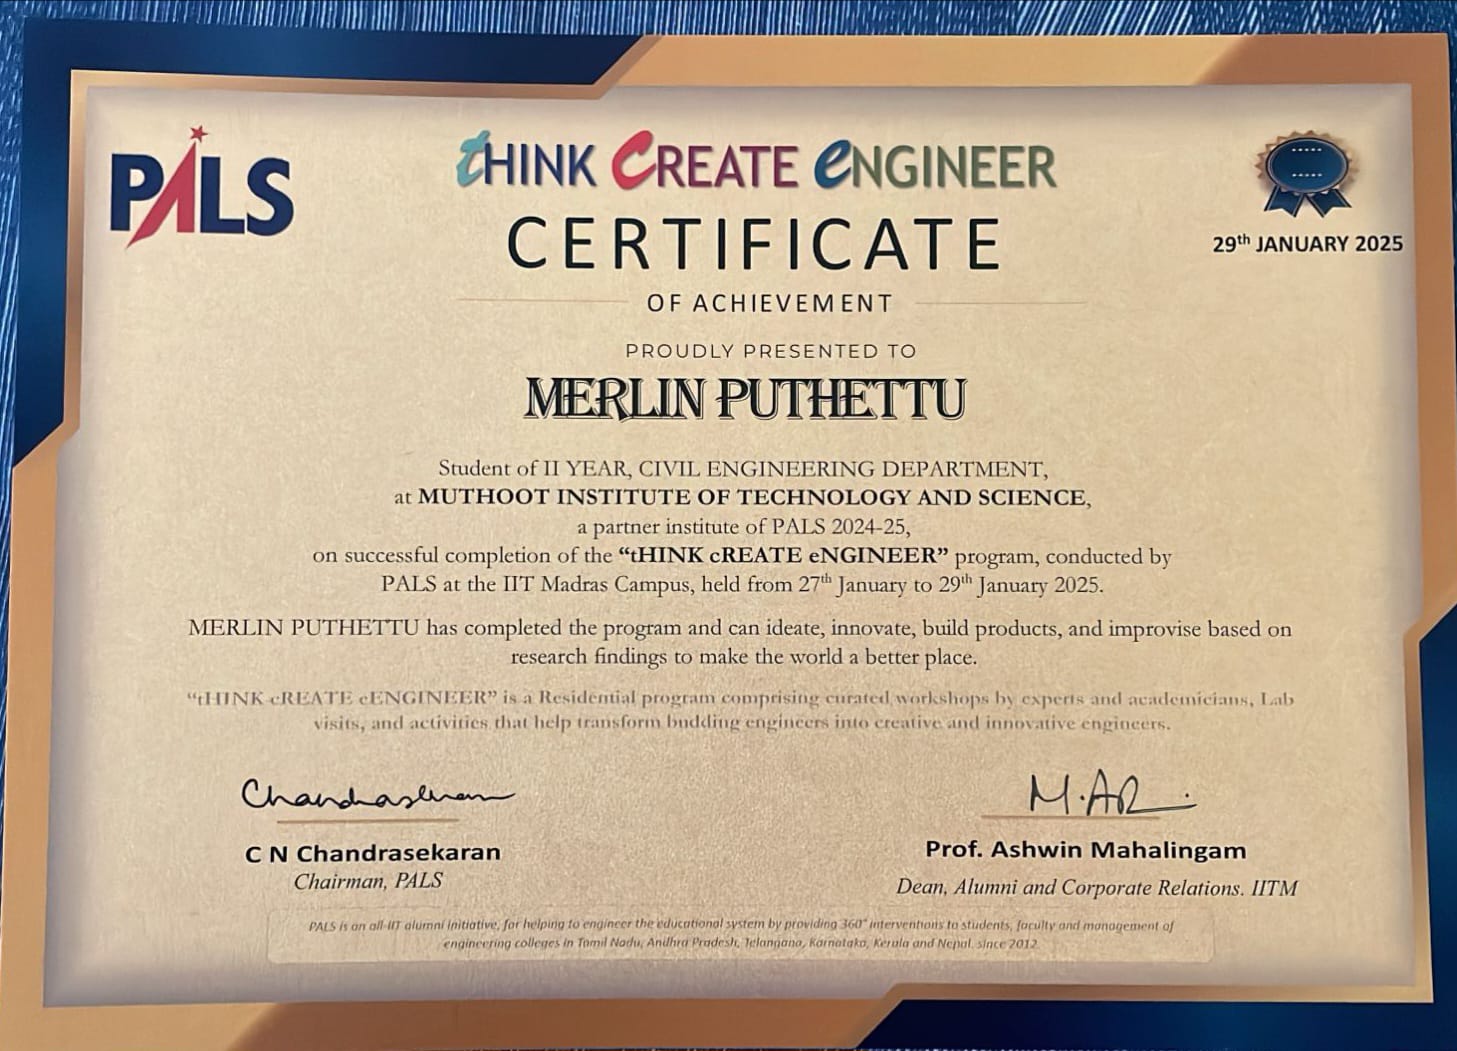 PALS
tHINK CREATE eNGINEER
CERTIFICATE
OF ACHIEVEMENT
29th JANUARY 2025
PROUDLY PRESENTED TO
MERLIN PUTHETTU
Student of II YEAR, CIVIL ENGINEERING DEPARTMENT,
at MUTHOOT INSTITUTE OF TECHNOLOGY AND SCIENCE,
a partner institute of PALS 2024-25,
on successful completion of the “tHINK cREATE eNGINEER” program, conducted by
PALS at the IIT Madras Campus, held from 27th January to 29th January 2025.
MERLIN PUTHETTU has completed the program and can ideate, innovate, build products, and improvise based on
research findings to make the world a better place.
“tHINK cREATE eENGINEER” is a Residential program comprising curated workshops by experts and academicians, Lab
visits, and activities that help transform budding engineers into creative and innovative engineers.
Chandrasekaran
M.AR
C N Chandrasekaran
Chairman, PALS
Prof. Ashwin Mahalingam
Dean, Alumni and Corporate Relations. IITM
PALS is an all-IIT alumni initiative, for helping to engineer the educational system by providing 360° interventions to students, faculty and management of
engineering colleges in Tamil Nadu, Andhra Pradesh, Telangana, Karnataka, Kerala and Nepal. since 2012